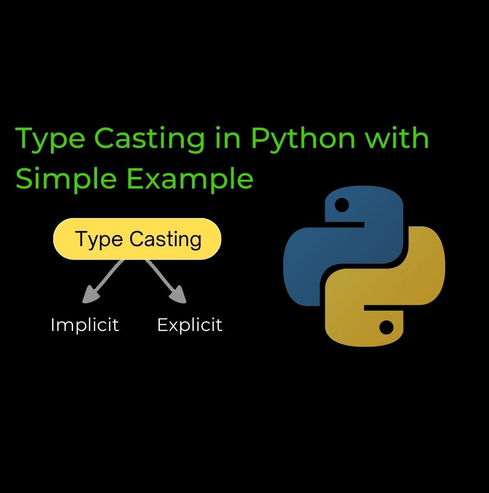 Type Casting in Python with
Simple Example
Type Casting
Implicit Explicit